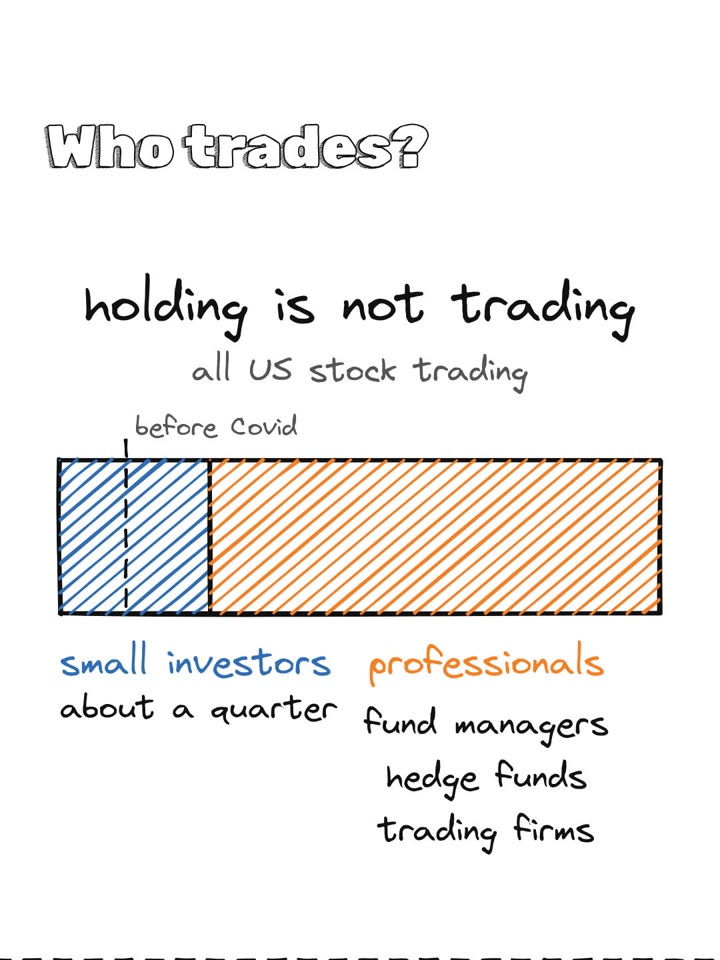 Who trades?
holding is not trading
all US stock trading
before Covid
small investors
about a quarter
professionals
fund managers
hedge funds
trading firms